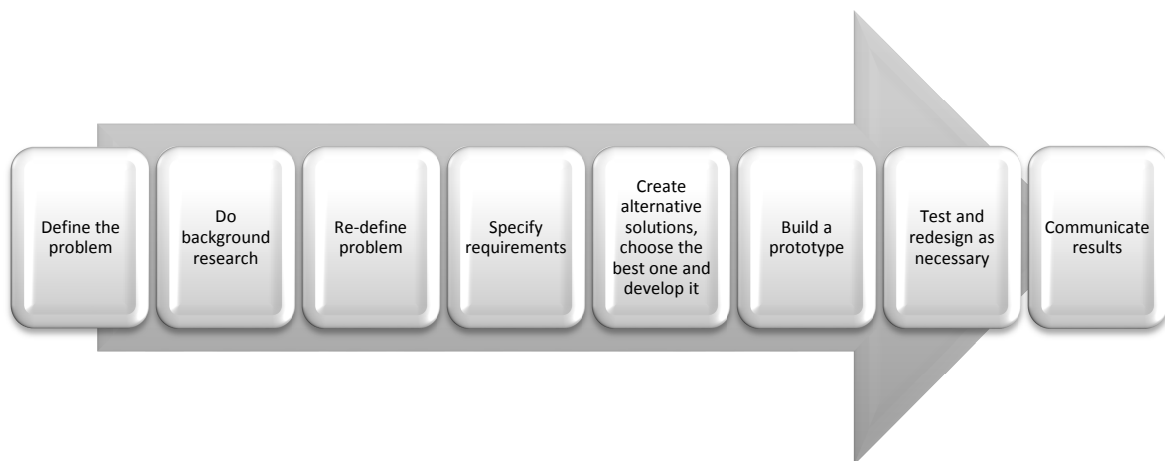 Define the
problem
Do
background
research
Re-define
problem
Specify
requirements
Create
alternative
solutions,
choose the
best one and
develop it
Build a
prototype
Test and
redesign as
necessary
Communicate
results